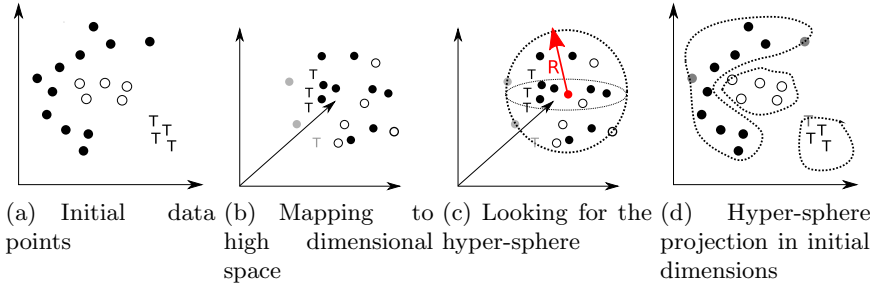 T
T T
T
T
T
T
T
R
T
T
T
T
T
T T
T T
(a) Initial data points
(b) Mapping to high dimensional space
(c) Looking for the hyper-sphere
(d) Hyper-sphere projection in initial dimensions